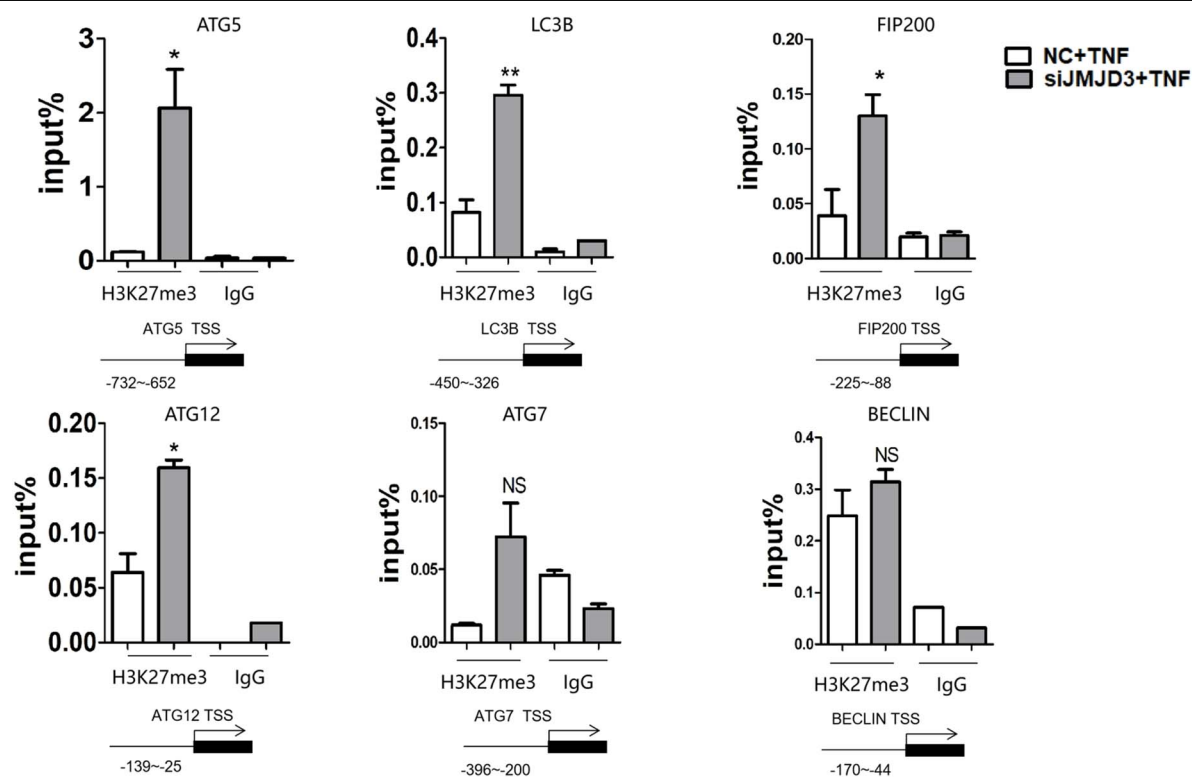 ATG5
LC3B
FIP200
NC+TNF
siJMJD3+TNF
input%
3
2
1
0
*
H3K27me3
IgG
input%
0.4
0.3
0.2
0.1
0.0
**
H3K27me3
IgG
input%
0.20
0.15
0.10
0.05
0.00
*
H3K27me3
IgG
ATG5 TSS
-732~-652
LC3B TSS
-450~-326
FIP200 TSS
-225~-88
ATG12
ATG7
BECLIN
input%
0.20
0.15
0.10
0.05
0.00
*
H3K27me3
IgG
input%
0.15
0.10
0.05
0.00
NS
H3K27me3
IgG
input%
0.4
0.3
0.2
0.1
0.0
NS
H3K27me3
IgG
ATG12 TSS
-139~-25
ATG7 TSS
-396~-200
BECLIN TSS
-170~-44